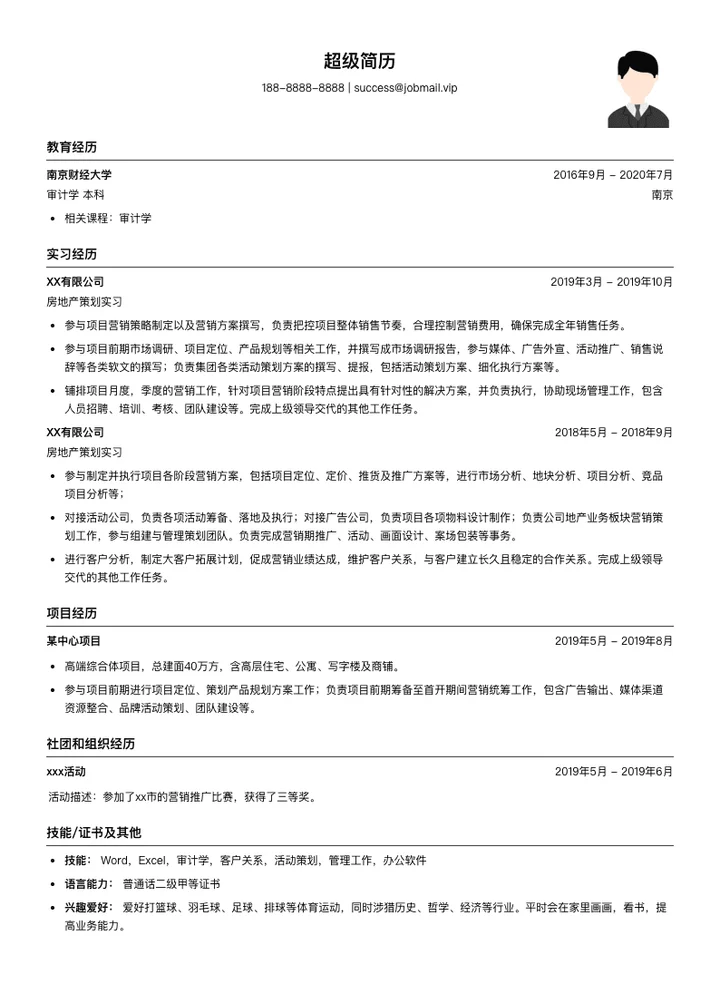 超级简历
188-8888-8888 | success@jobmail.vip
教育经历
南京财经大学 2016年9月 - 2020年7月
审计学 本科 南京
• 相关课程：审计学
实习经历
XX有限公司 2019年3月 - 2019年10月
房地产策划实习
• 参与项目营销策略制定以及营销方案撰写，负责把控项目整体销售节奏，合理控制营销费用，确保完成全年销售任务。
• 参与项目前期市场调研、项目定位、产品规划等相关工作，并撰写成市场调研报告，参与媒体、广告外宣、活动推广、销售说
辞等各类软文的撰写；负责集团各类活动策划方案的撰写、提报，包括活动策划方案、细化执行方案等。
• 铺排项目月度，季度的营销工作，针对项目营销阶段特点提出具有针对性的解决方案，并负责执行，协助现场管理工作，包含
人员招聘、培训、考核、团队建设等。完成上级领导交代的其他工作任务。
XX有限公司 2018年5月 - 2018年9月
房地产策划实习
• 参与制定并执行项目各阶段营销方案，包括项目定位、定价、推货及推广方案等，进行市场分析、地块分析、项目分析、竞品
项目分析等；
• 对接活动公司，负责各项活动筹备、落地及执行；对接广告公司，负责项目各项物料设计制作；负责公司地产业务板块营销策
划工作，参与组建与管理策划团队。负责完成营销期推广、活动、画面设计、案场包装等事务。
• 进行客户分析，制定大客户拓展计划，促成营销业绩达成，维护客户关系，与客户建立长久且稳定的合作关系。完成上级领导
交代的其他工作任务。
项目经历
某中心项目 2019年5月 - 2019年8月
• 高端综合体项目，总建面40万方，含高层住宅、公寓、写字楼及商铺。
• 参与项目前期进行项目定位、策划产品规划方案工作；负责项目前期筹备至首开期间营销统筹工作，包含广告输出、媒体渠道
资源整合、品牌活动策划、团队建设等。
社团和组织经历
xxx活动 2019年5月 - 2019年6月
活动描述：参加了xx市的营销推广比赛，获得了三等奖。
技能/证书及其他
• 技能： Word，Excel，审计学，客户关系，活动策划，管理工作，办公软件
• 语言能力： 普通话二级甲等证书
• 兴趣爱好： 爱好打篮球、羽毛球、足球、排球等体育运动，同时涉猎历史、哲学、经济等行业。平时会在家里画画，看书，提
高业务能力。